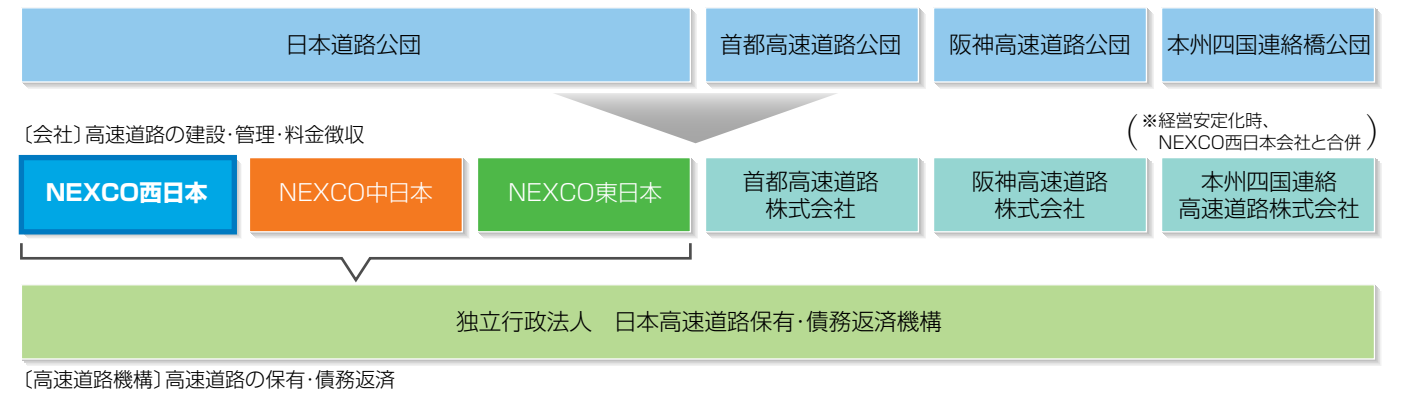 日本道路公団
首都高速道路公団
阪神高速道路公団
本州四国連絡橋公団
〔会社〕高速道路の建設・管理・料金徴収
(※経営安定化時、
NEXCO西日本会社と合併)
NEXCO西日本
NEXCO中日本
NEXCO東日本
首都高速道路
株式会社
阪神高速道路
株式会社
本州四国連絡
高速道路株式会社
独立行政法人　日本高速道路保有・債務返済機構
〔高速道路機構〕高速道路の保有・債務返済